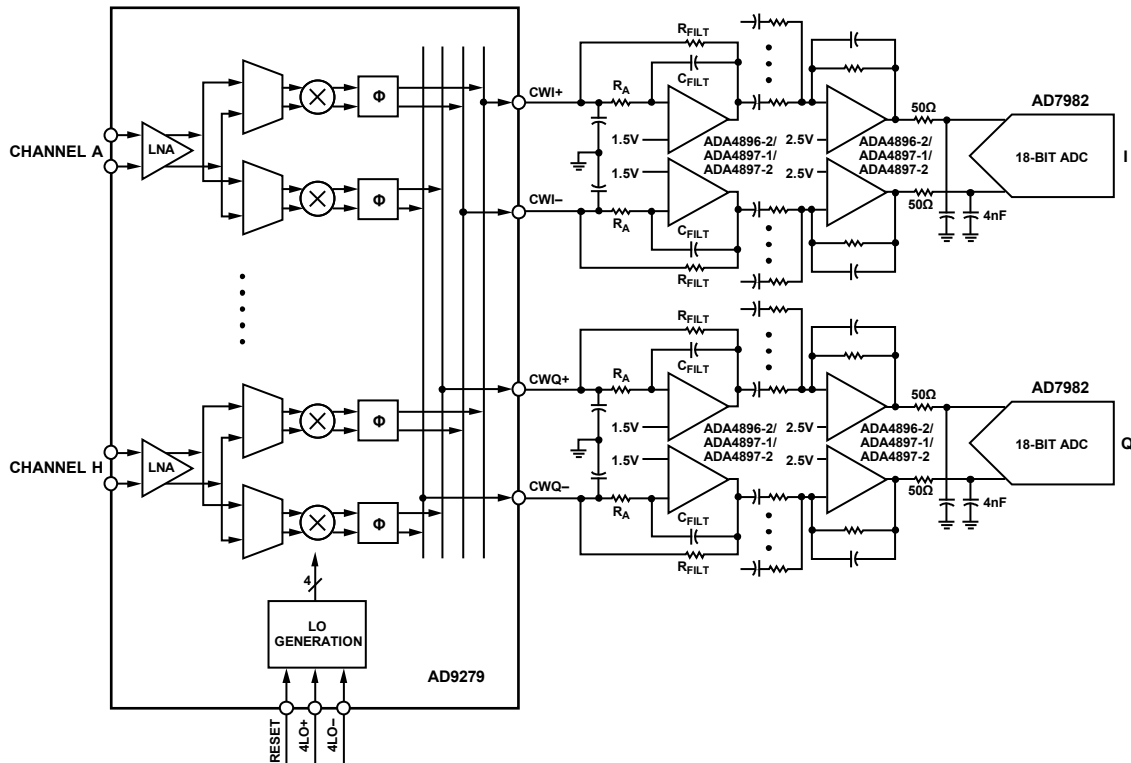 CHANNEL A
LNA
Φ
Φ
CHANNEL H
LNA
Φ
Φ
4
LO
GENERATION
AD9279
RESET
4LO+
4LO–
CWI+
RFILT
CFILT
RA
1.5V
ADA4896-2/
ADA4897-1/
ADA4897-2
2.5V
ADA4896-2/
ADA4897-1/
ADA4897-2
50Ω
AD7982
18-BIT ADC
I
1.5V
2.5V
CWI–
RA
CFILT
RFILT
50Ω
4nF
CWQ+
RFILT
CFILT
RA
1.5V
ADA4896-2/
ADA4897-1/
ADA4897-2
2.5V
ADA4896-2/
ADA4897-1/
ADA4897-2
50Ω
AD7982
18-BIT ADC
Q
1.5V
2.5V
CWQ–
RA
CFILT
RFILT
50Ω
4nF